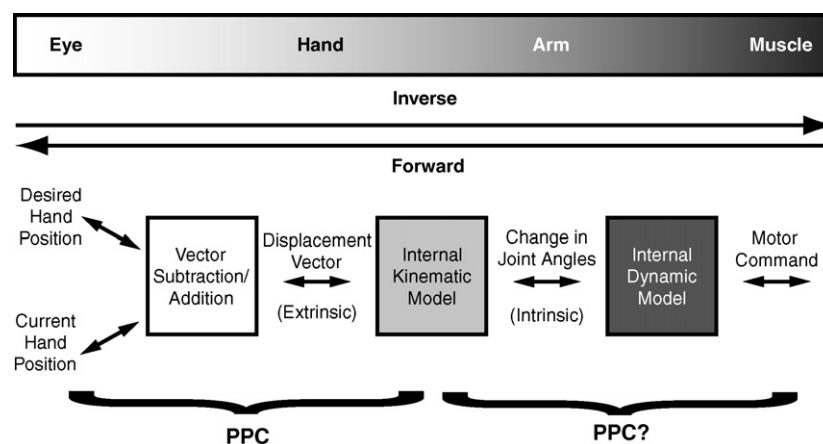 Eye Hand Arm Muscle
Inverse
Forward
Desired
Hand
Position
Current Hand
Position
Vector
Subtraction/
Addition
Displacement
Vector
(Extrinsic)
Internal
Kinematic
Model
Change in
Joint Angles
(Intrinsic)
Internal
Dynamic
Model
Motor
Command
PPC
PPC?